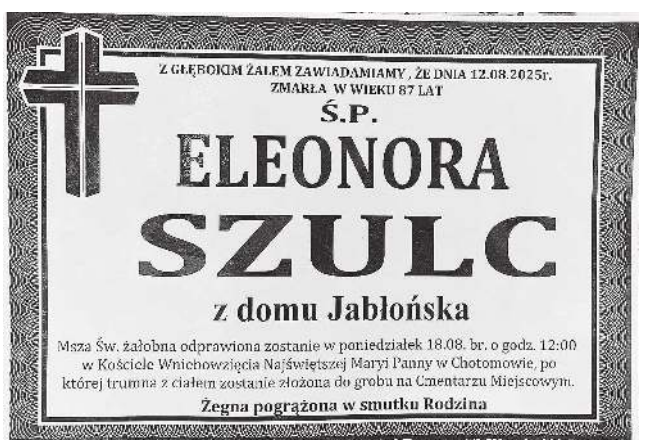 Z GŁĘBOKIM ŻALEM ZAWIADAMIAMY, ŻE DNIA 12.08.2025r.
ZMARŁA W WIEKU 87 LAT
Ś.P.
ELEONORA
SZULC
z domu Jabłońska
Msza Św. żałobna odprawiona zostanie w poniedziałek 18.08. br. o godz. 12:00
w Kościele Wniebowzięcia Najświętszej Maryi Panny w Chotomowie, po
której trumna z ciałem zostanie złożona do grobu na Cmentarzu Miejscowym.
Żegna pogrążona w smutku Rodzina